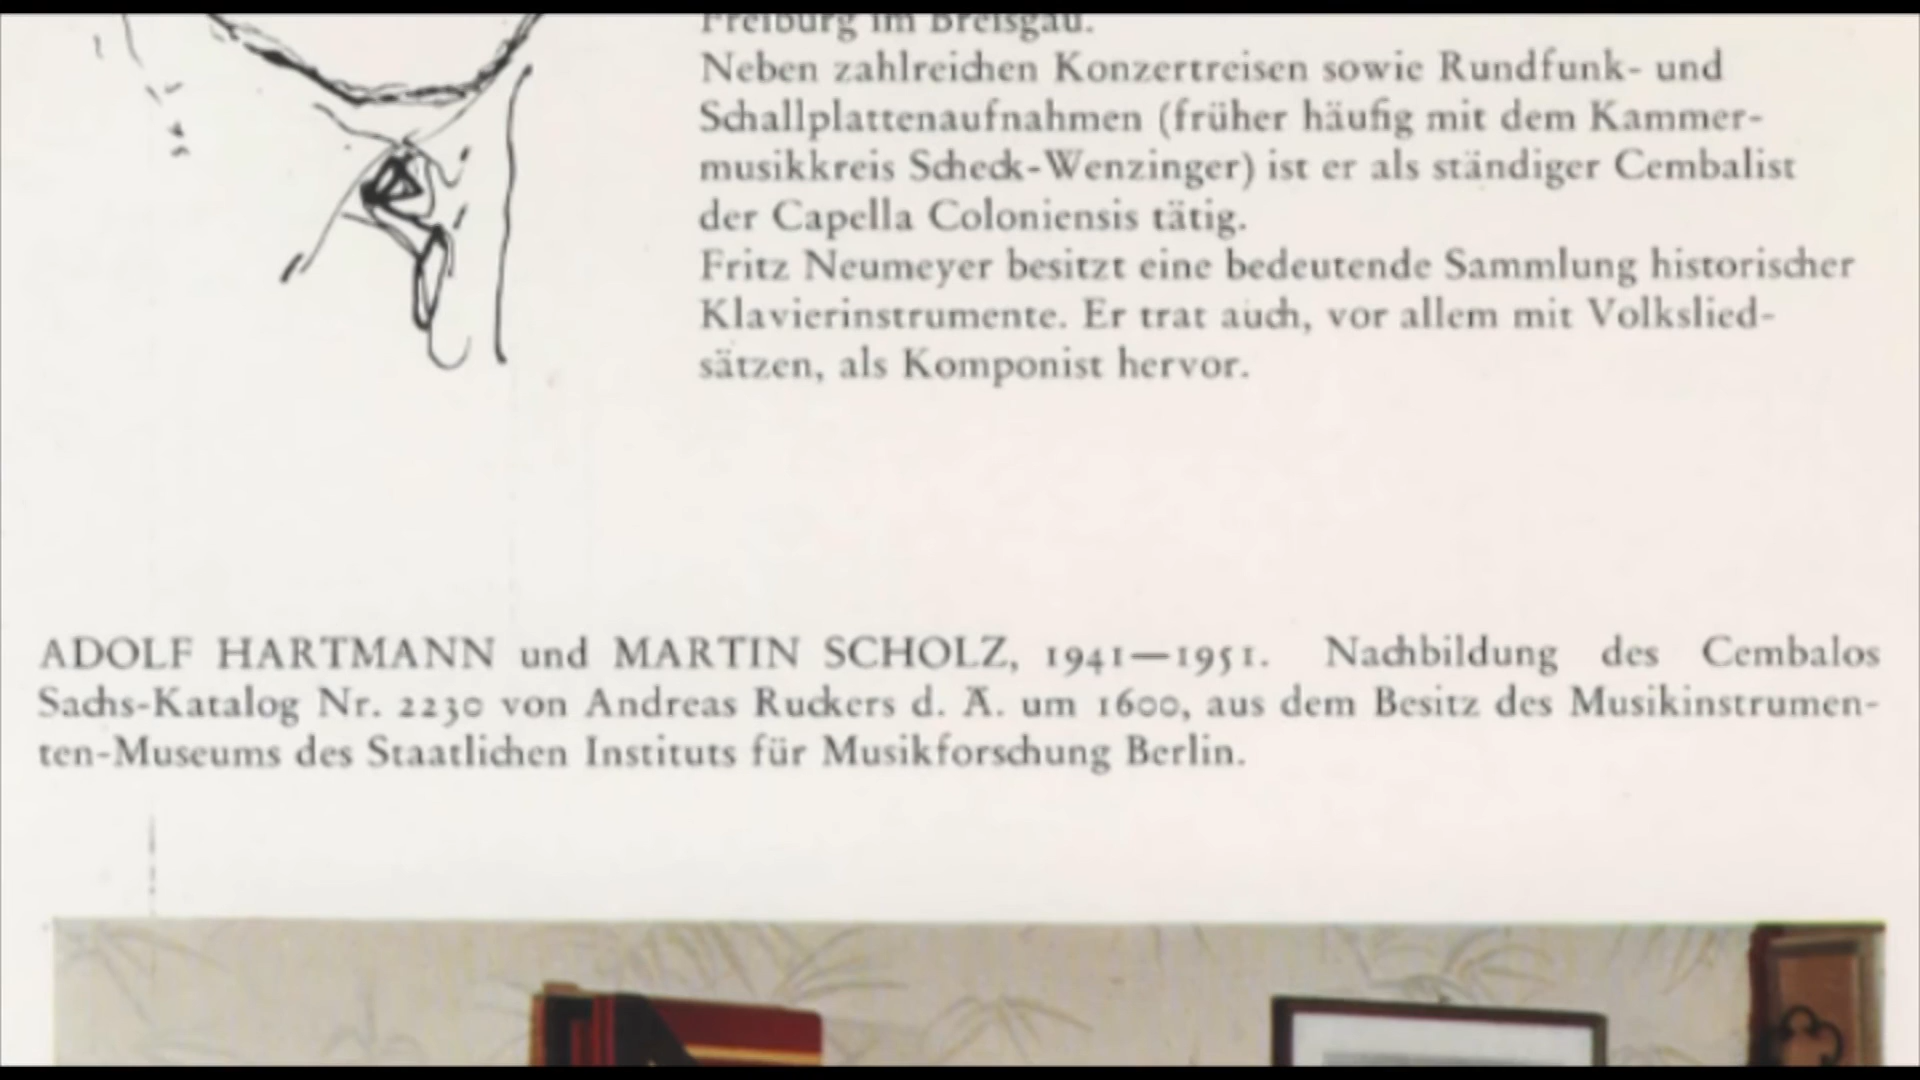 Freiburg im Breisgau.
Neben zahlreichen Konzertreisen sowie Rundfunk- und
Schallplattenaufnahmen (früher häufig mit dem Kammer-
musikkreis Scheck-Wenzinger) ist er als ständiger Cembalist
der Capella Coloniensis tätig.
Fritz Neumeyer besitzt eine bedeutende Sammlung historischer
Klavierinstrumente. Er trat auch, vor allem mit Volkslied-
sätzen, als Komponist hervor.
ADOLF HARTMANN und MARTIN SCHOLZ, 1941—1951. Nachbildung des Cembalos
Sachs-Katalog Nr. 2230 von Andreas Ruckers d. Ä. um 1600, aus dem Besitz des Musikinstrumen-
ten-Museums des Staatlichen Instituts für Musikforschung Berlin.